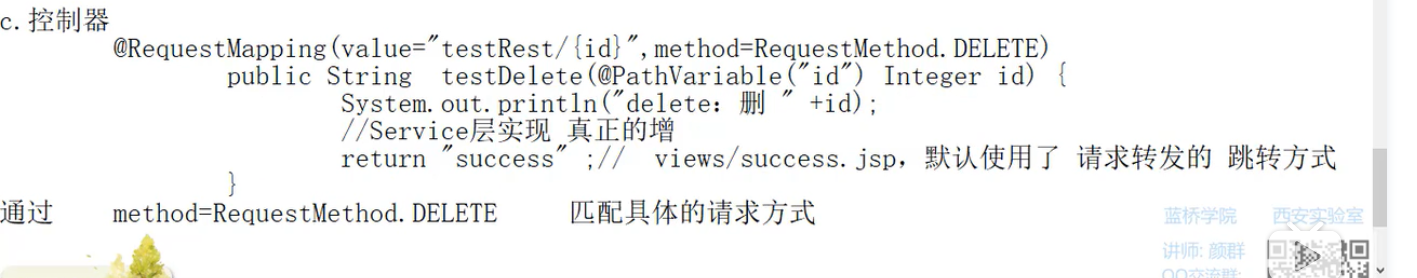 c.控制器
@RequestMapping(value="testRest/{id}",method=RequestMethod.DELETE)
public String testDelete(@PathVariable("id") Integer id) {
System.out.println("delete：删 " +id);
//Service层实现 真正的增
return "success" ;// views/success.jsp，默认使用了 请求转发的 跳转方式
}
通过 method=RequestMethod.DELETE 匹配具体的请求方式
蓝桥学院 西安实验室
讲师: 颜群
QQ交流群: